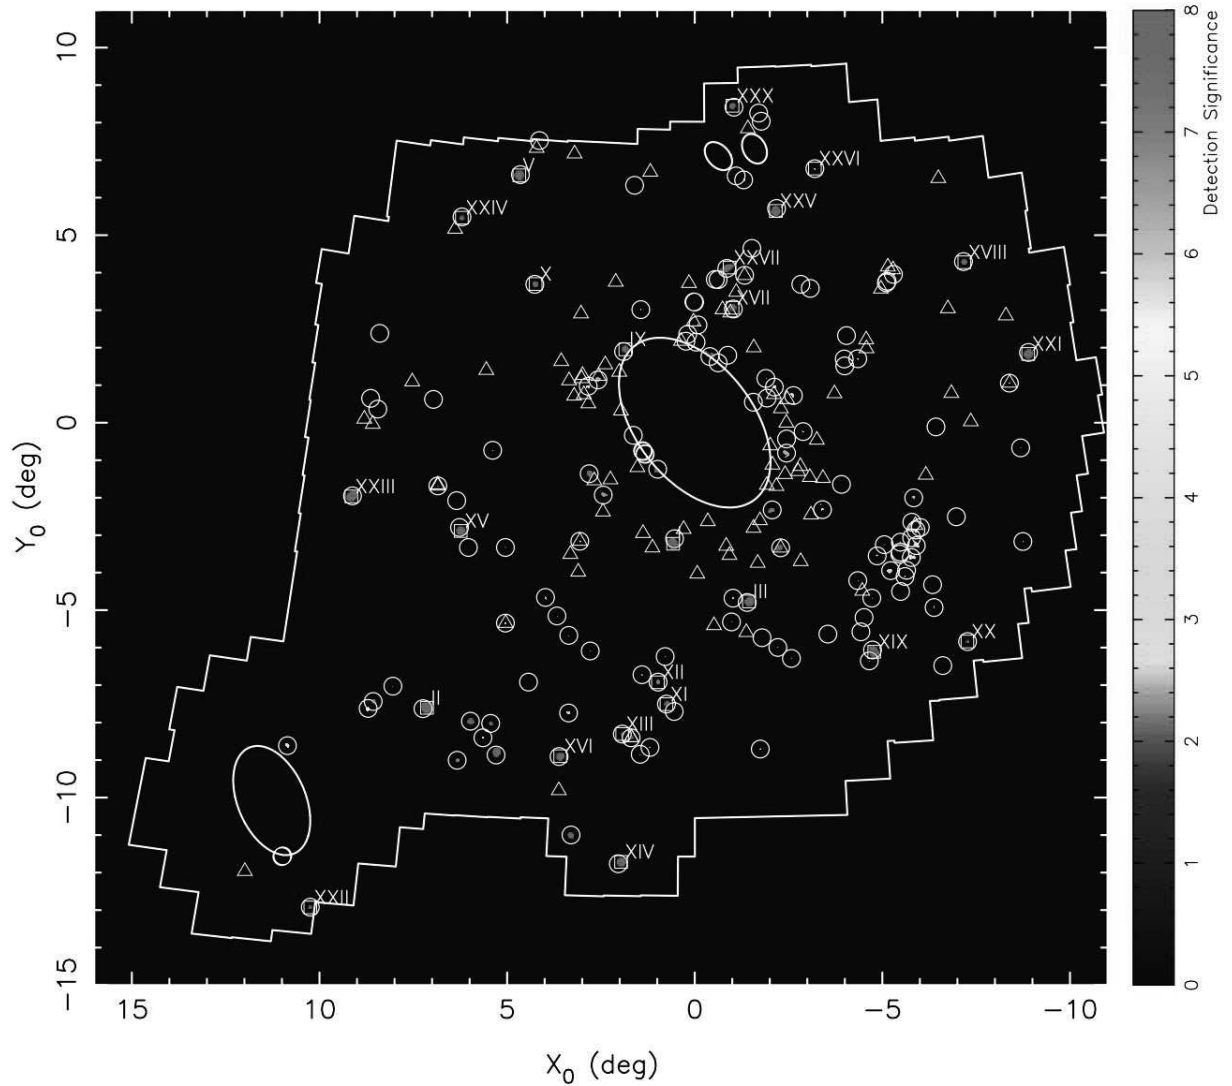 10
5
0
−5
−10
−15
15
10
5
0
−5
−10
X0 (deg)
Y0 (deg)
0
1
2
3
4
5
6
7
8
Detection Significance
XXX
V
XXVI
XXIV
XXV
XXVII
XVIII
X
XVII
IX
XXI
XXIII
XV
III
XIX
XX
XII
II
XI
XIII
XVI
XIV
XXII